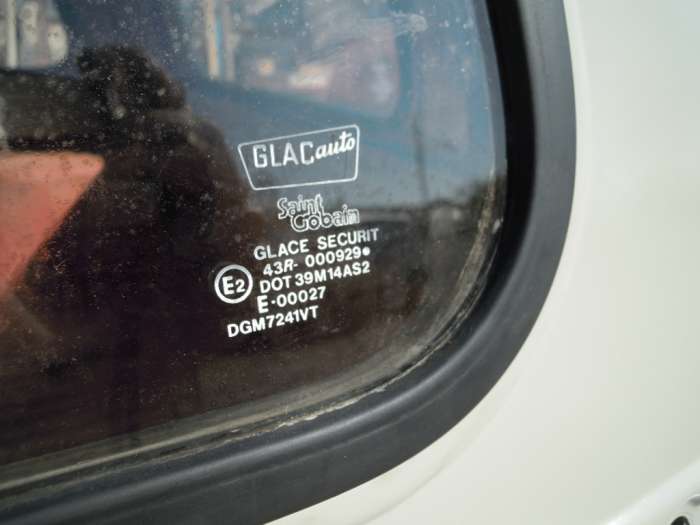 GLACauto
Saint
Gobain
GLACE SECURIT
43R- 000929•
E2
DOT 39M14AS2
E-00027
DGM7241VT